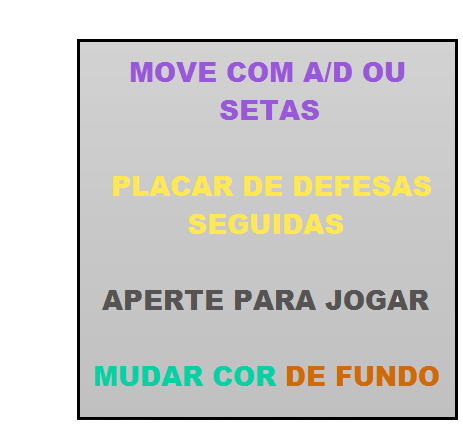 MOVE COM A/D OU
SETAS
PLACAR DE DEFESAS
SEGUIDAS
APERTE PARA JOGAR
MUDAR COR DE FUNDO